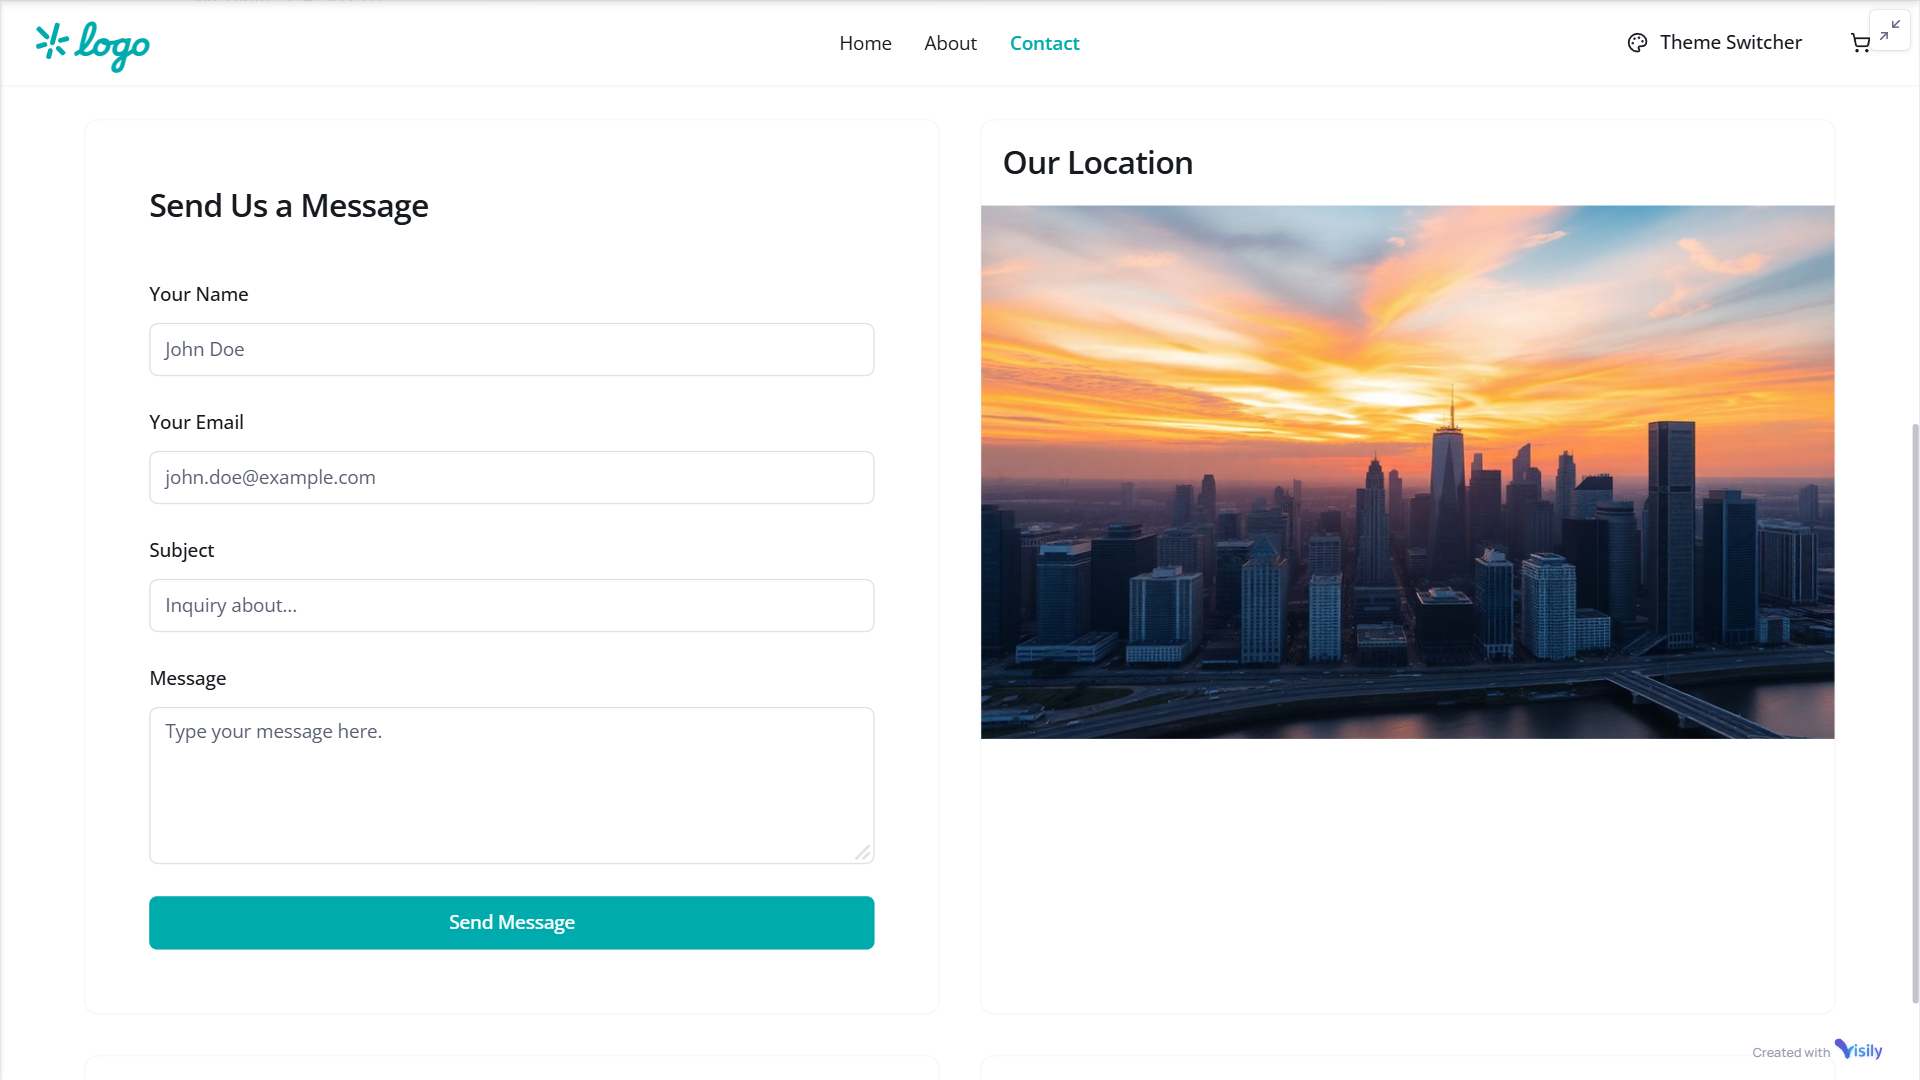 logo
Home
About
Contact
Theme Switcher
Send Us a Message
Your Name
John Doe
Your Email
john.doe@example.com
Subject
Inquiry about...
Message
Type your message here.
Send Message
Our Location
Created with Visily